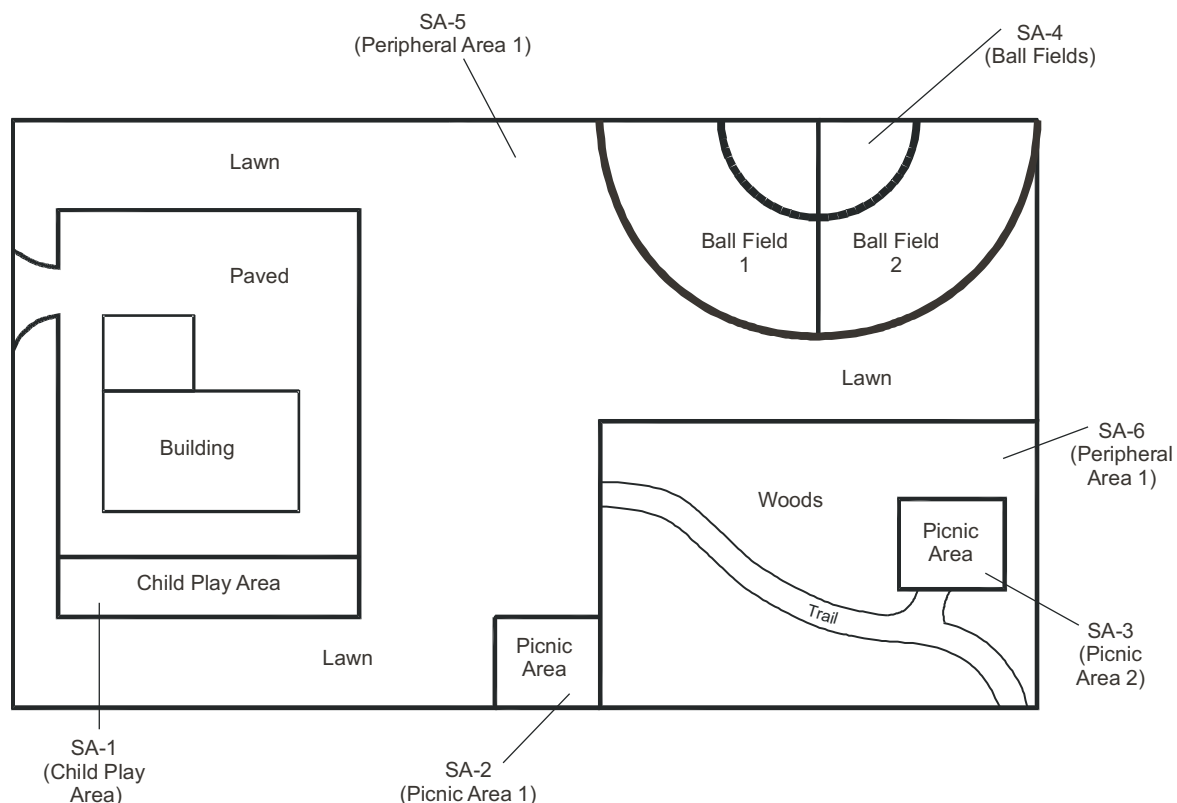 SA-5
(Peripheral Area 1)
SA-4
(Ball Fields)
Lawn
Ball Field
1
Ball Field
2
Paved
Lawn
SA-6
(Peripheral
Area 1)
Building
Woods
Picnic
Area
Child Play Area
Trail
SA-3
(Picnic
Area 2)
Lawn
Picnic
Area
SA-1
(Child Play
Area)
SA-2
(Picnic Area 1)